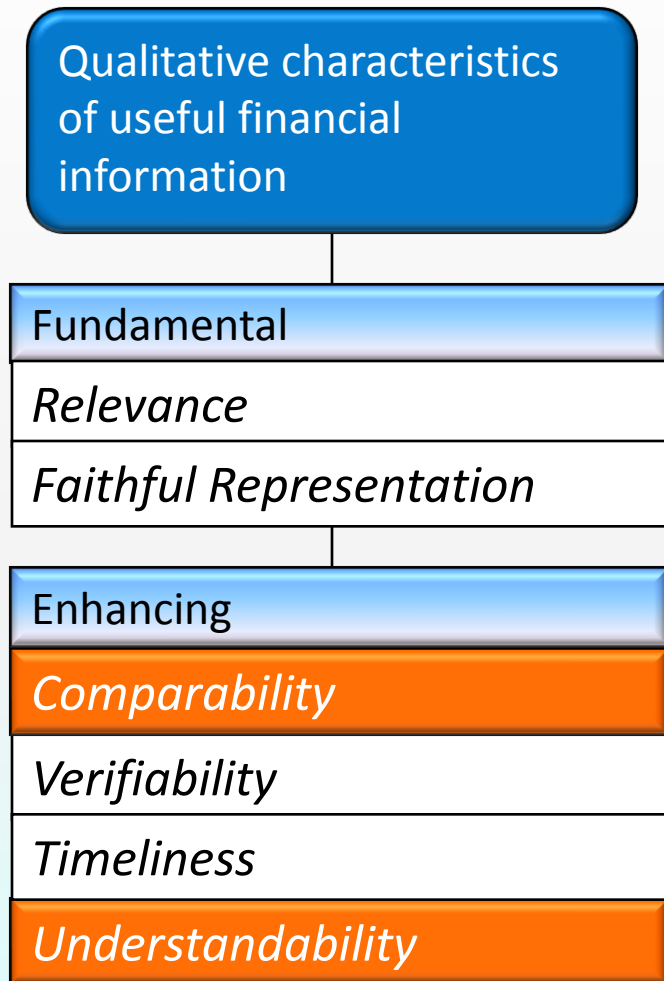 Qualitative characteristics
of useful financial
information
Fundamental
Relevance
Faithful Representation
Enhancing
Comparability
Verifiability
Timeliness
Understandability